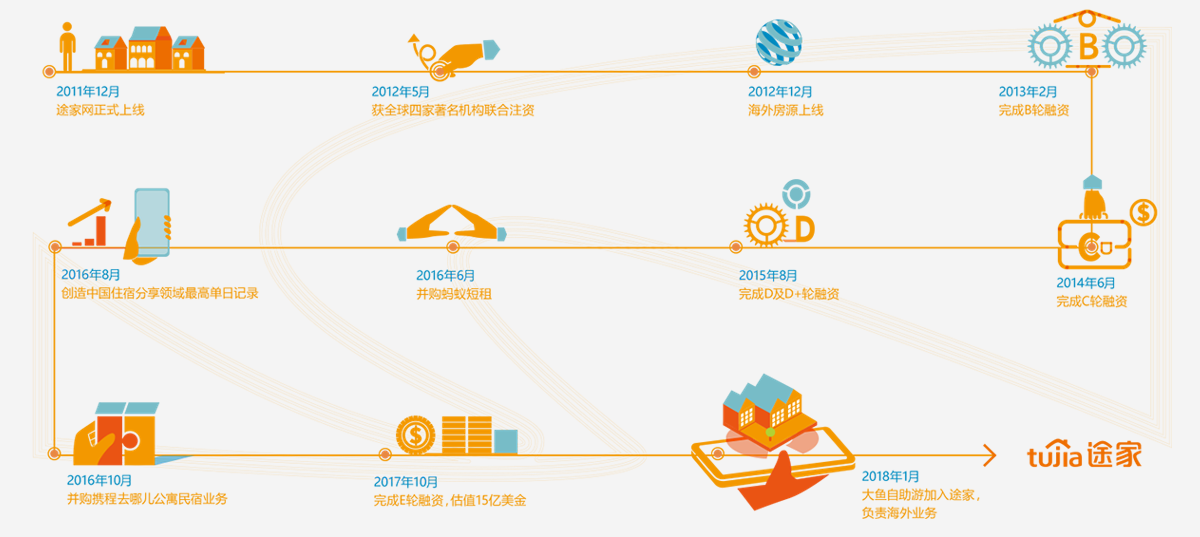 B
2011年12月
途家网正式上线
2012年5月
获全球四家著名机构联合注资
2012年12月
海外房源上线
2013年2月
完成B轮融资
$
C
2014年6月
完成C轮融资
D
2015年8月
完成D及D+轮融资
2016年6月
并购蚂蚁短租
2016年8月
创造中国住宿分享领域最高单日记录
2016年10月
并购携程去哪儿公寓民宿业务
$
2017年10月
完成E轮融资，估值15亿美金
2018年1月
大鱼自助游加入途家，
负责海外业务
tujia途家